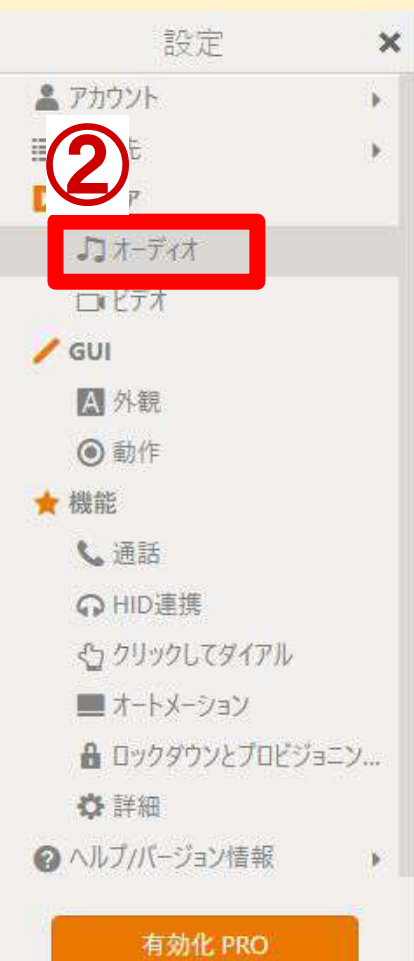 設定
アカウント
先
②
オーディオ
ビデオ
GUI
外観
動作
機能
通話
HID連携
クリックしてダイアル
オートメーション
ロックダウンとプロビジョニン...
詳細
ヘルプ/バージョン情報
有効化 PRO